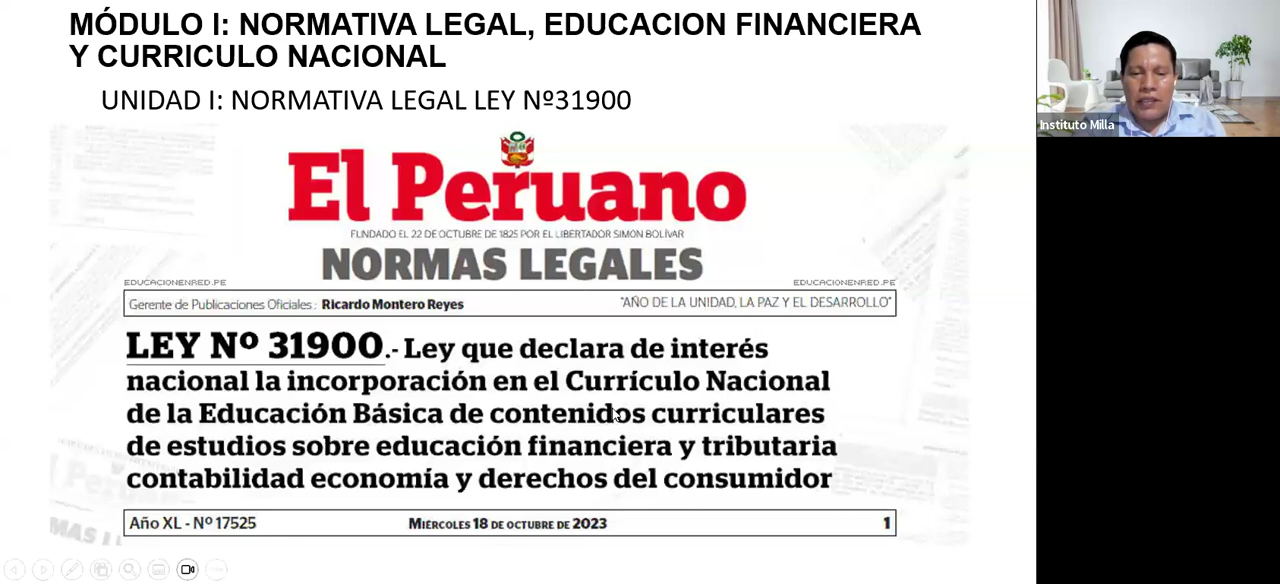 MÓDULO I: NORMATIVA LEGAL, EDUCACION FINANCIERA
Y CURRICULO NACIONAL
UNIDAD I: NORMATIVA LEGAL LEY Nº31900
El Peruano
FUNDADO EL 22 DE OCTUBRE DE 1825 POR EL LIBERTADOR SIMÓN BOLÍVAR
NORMAS LEGALES
EDUCACIONENRED.PE
EDUCACIONENRED.PE
Gerente de Publicaciones Oficiales : Ricardo Montero Reyes
"AÑO DE LA UNIDAD, LA PAZ Y EL DESARROLLO"
LEY Nº 31900.- Ley que declara de interés
nacional la incorporación en el Currículo Nacional
de la Educación Básica de contenidos curriculares
de estudios sobre educación financiera y tributaria
contabilidad economía y derechos del consumidor
Año XL - Nº 17525
MIÉRCOLES 18 DE OCTUBRE DE 2023
1
Instituto Milla